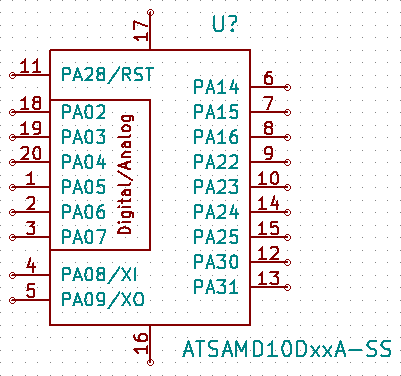 17
U?
11 PA28/RST
PA14 6
18 PA02
PA15 7
19 PA03
PA16 8
20 PA04
PA22 9
1 PA05
PA23 10
2 PA06
PA24 14
3 PA07
PA25 15
Digital/Analog
PA30 12
4 PA08/XI
PA31 13
5 PA09/XO
16
ATSAMD10DxxA-SS